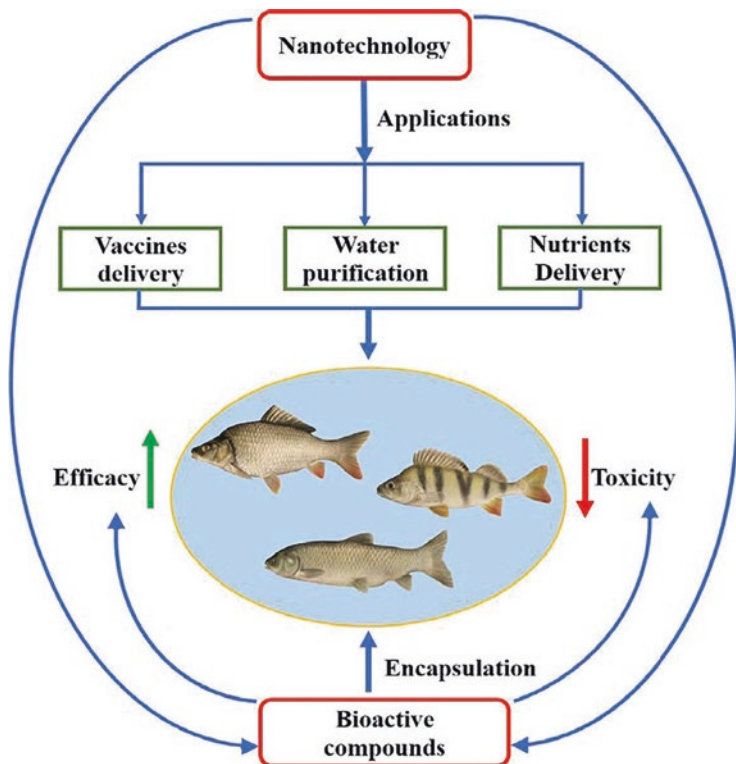 Nanotechnology
Applications
Vaccines
delivery
Water
purification
Nutrients
Delivery
Efficacy
Toxicity
Encapsulation
Bioactive
compounds